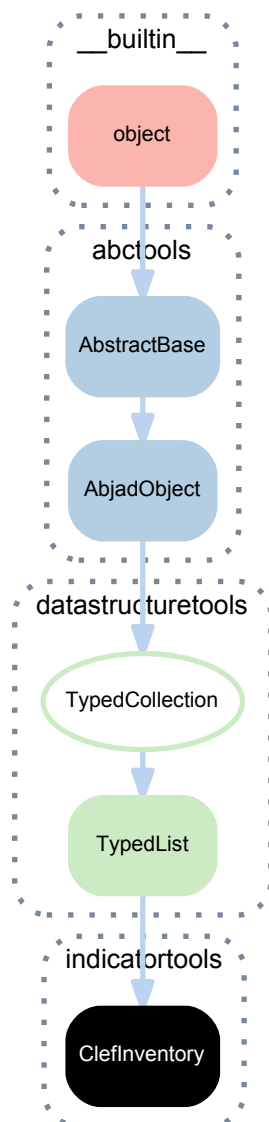 __builtin__
object
abctools
AbstractBase
AbjadObject
datastructuretools
TypedCollection
TypedList
indicatortools
ClefInventory